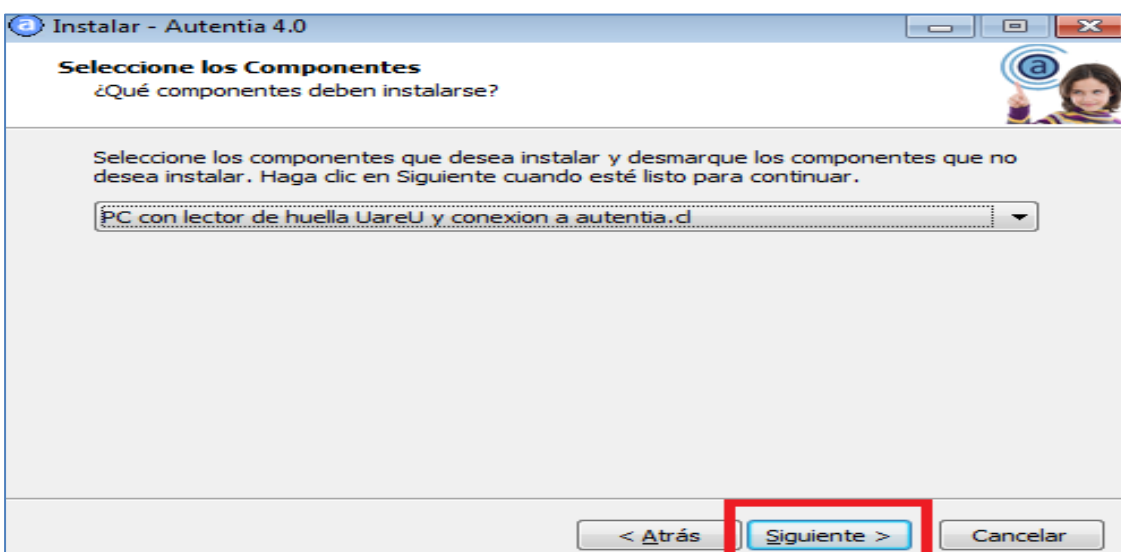 Instalar - Autentia 4.0
Seleccione los Componentes
¿Qué componentes deben instalarse?
Seleccione los componentes que desea instalar y desmarque los componentes que no
desea instalar. Haga clic en Siguiente cuando esté listo para continuar.
PC con lector de huella UareU y conexion a autentia.cl
< Atrás
Siguiente >
Cancelar